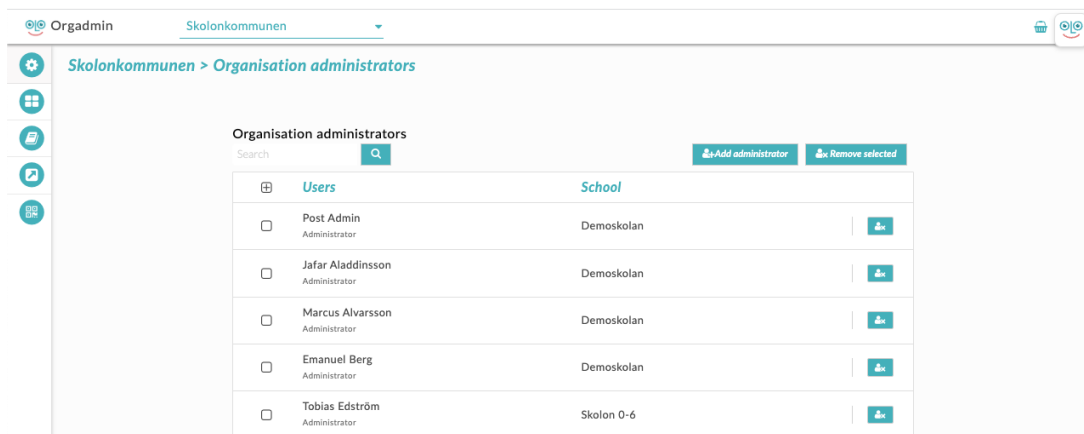 Orgadmin Skolonkommunen
Skolonkommunen > Organisation administrators
Organisation administrators
Search
Add administrator Remove selected
Users School
Post Admin
Administrator
Demoskolan
Jafar Aladdinsson
Administrator
Demoskolan
Marcus Alvarsson
Administrator
Demoskolan
Emanuel Berg
Administrator
Demoskolan
Tobias Edström
Administrator
Skolon 0-6